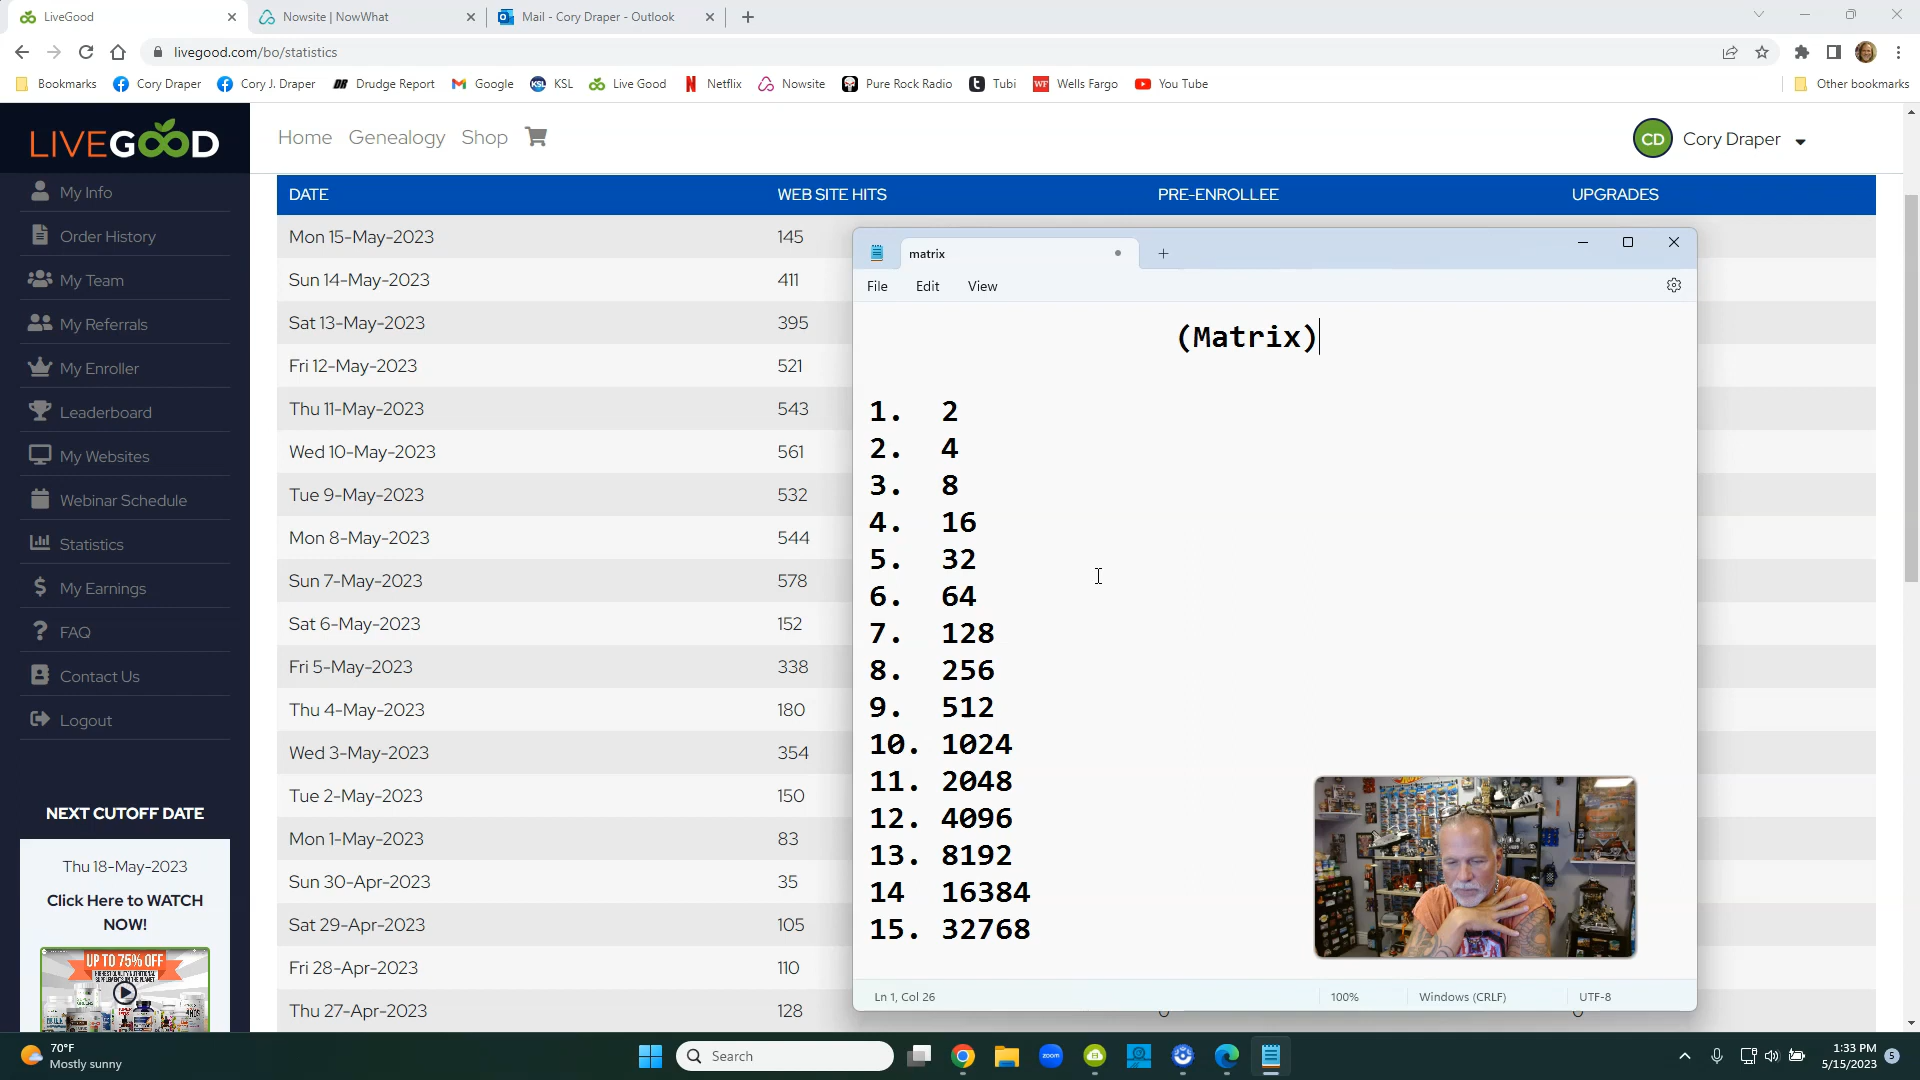 LiveGood
Nowsite | NowWhat
Mail - Cory Draper - Outlook
livegood.com/bo/statistics
Bookmarks
Cory Draper
Cory J. Draper
DR Drudge Report
Google
KSL KSL
Live Good
Netflix
Nowsite
Pure Rock Radio
t Tubi
WF Wells Fargo
You Tube
Other bookmarks
LIVEGOOD
Home Genealogy Shop
CD Cory Draper
My Info
Order History
My Team
My Referrals
My Enroller
Leaderboard
My Websites
Webinar Schedule
Statistics
My Earnings
FAQ
Contact Us
Logout
NEXT CUTOFF DATE
Thu 18-May-2023
Click Here to WATCH
NOW!
UP TO 75% OFF
DATE WEB SITE HITS PRE-ENROLLEE UPGRADES
Mon 15-May-2023 145
Sun 14-May-2023 411
Sat 13-May-2023 395
Fri 12-May-2023 521
Thu 11-May-2023 543
Wed 10-May-2023 561
Tue 9-May-2023 532
Mon 8-May-2023 544
Sun 7-May-2023 578
Sat 6-May-2023 152
Fri 5-May-2023 338
Thu 4-May-2023 180
Wed 3-May-2023 354
Tue 2-May-2023 150
Mon 1-May-2023 83
Sun 30-Apr-2023 35
Sat 29-Apr-2023 105
Fri 28-Apr-2023 110
Thu 27-Apr-2023 128
matrix
File Edit View
(Matrix)
1. 2
2. 4
3. 8
4. 16
5. 32
6. 64
7. 128
8. 256
9. 512
10. 1024
11. 2048
12. 4096
13. 8192
14 16384
15. 32768
Ln 1, Col 26 100% Windows (CRLF) UTF-8
70°F
Mostly sunny
Search
zoom
1:33 PM
5/15/2023
5